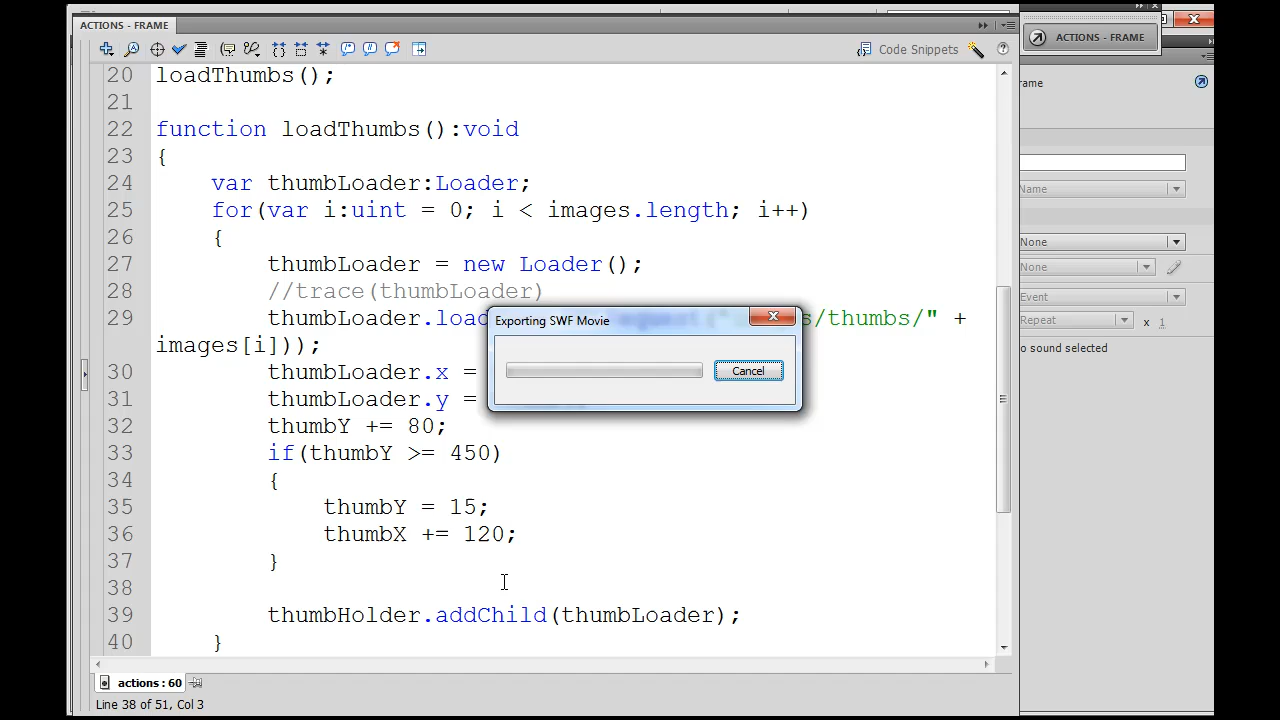 ACTIONS - FRAME
Code Snippets
ACTIONS - FRAME
20 loadThumbs();
21
22 function loadThumbs():void
23 {
24 var thumbLoader:Loader;
25 for(var i:uint = 0; i < images.length; i++)
26 {
27 thumbLoader = new Loader();
28 //trace(thumbLoader)
29 thumbLoader.load /thumbs/" +
images[i]));
30 thumbLoader.x =
31 thumbLoader.y =
32 thumbY += 80;
33 if(thumbY >= 450)
34 {
35 thumbY = 15;
36 thumbX += 120;
37 }
38
39 thumbHolder.addChild(thumbLoader);
40 }
Exporting SWF Movie
Cancel
rame
Name
None
None
Event
Repeat
x 1
o sound selected
actions : 60
Line 38 of 51, Col 3